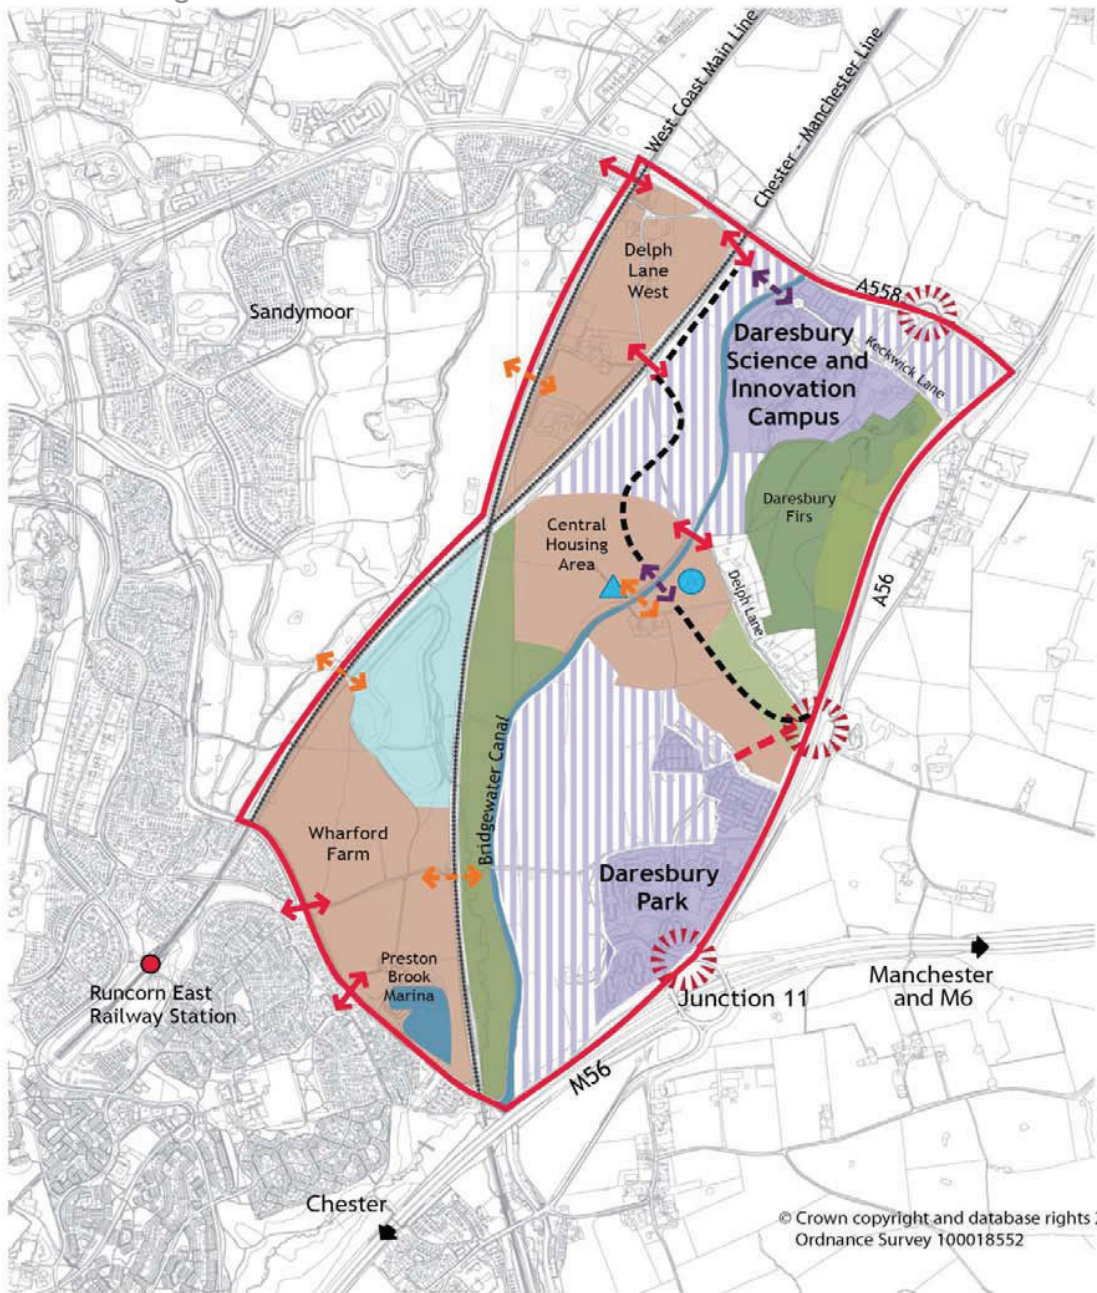 West Coast Main Line
Chester - Manchester Line
Delph
Lane
West
Sandymoor
A558
Keckwick Lane
Daresbury
Science and
Innovation
Campus
Daresbury
Firs
Central
Housing
Area
Delph Lane
A56
Bridgewater Canal
Wharford
Farm
Daresbury
Park
Preston
Brook
Marina
Runcorn East
Railway Station
Junction 11
Manchester
and M6
M56
Chester
© Crown copyright and database rights
Ordnance Survey 100018552